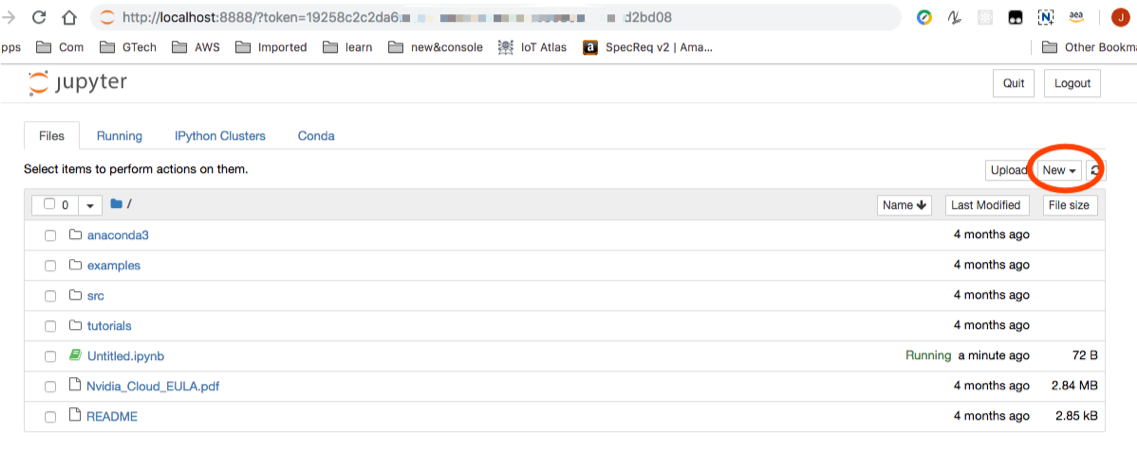 http://localhost:8888/?token=19258c2c2da6 d2bd08
pps Com GTech AWS Imported learn new&console IoT Atlas a SpecReq v2 | Ama... Other Bookma
jupyter Quit Logout
Files Running IPython Clusters Conda
Select items to perform actions on them. Upload New
0 / Name Last Modified File size
anaconda3 4 months ago
examples 4 months ago
src 4 months ago
tutorials 4 months ago
Untitled.ipynb Running a minute ago 72 B
Nvidia_Cloud_EULA.pdf 4 months ago 2.84 MB
README 4 months ago 2.85 kB